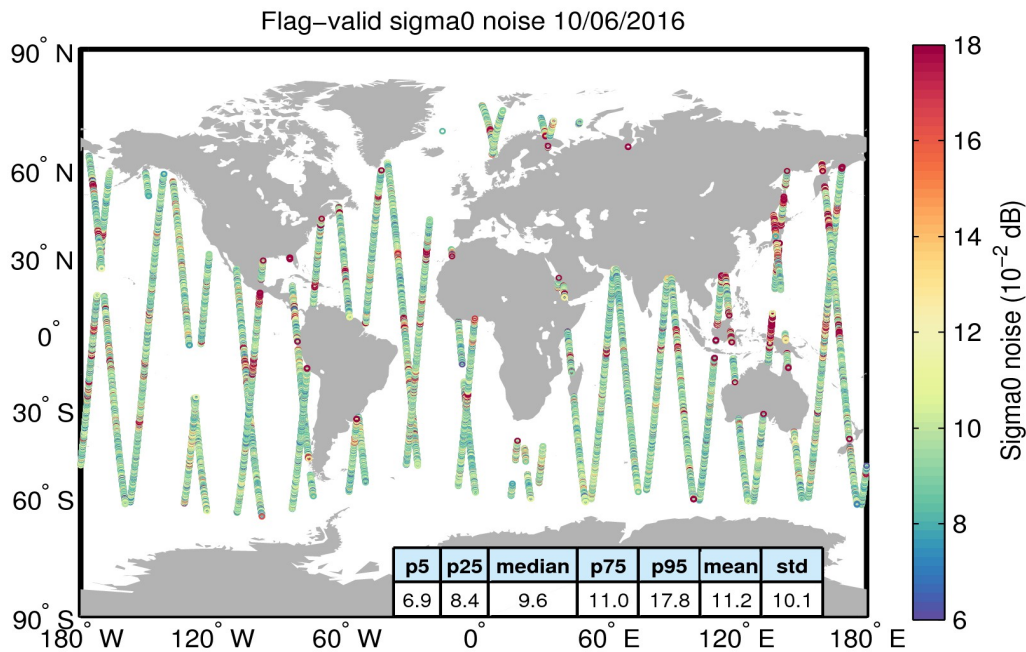 Flag−valid sigma0 noise 10/06/2016
90° N
60° N
30° N
0°
30° S
60° S
90° S
180° W
120° W
60° W
0°
60° E
120° E
180° E
p5 p25 median p75 p95 mean std
6.9 8.4 9.6 11.0 17.8 11.2 10.1
18
16
14
12
10
8
6
Sigma0 noise (10⁻² dB)